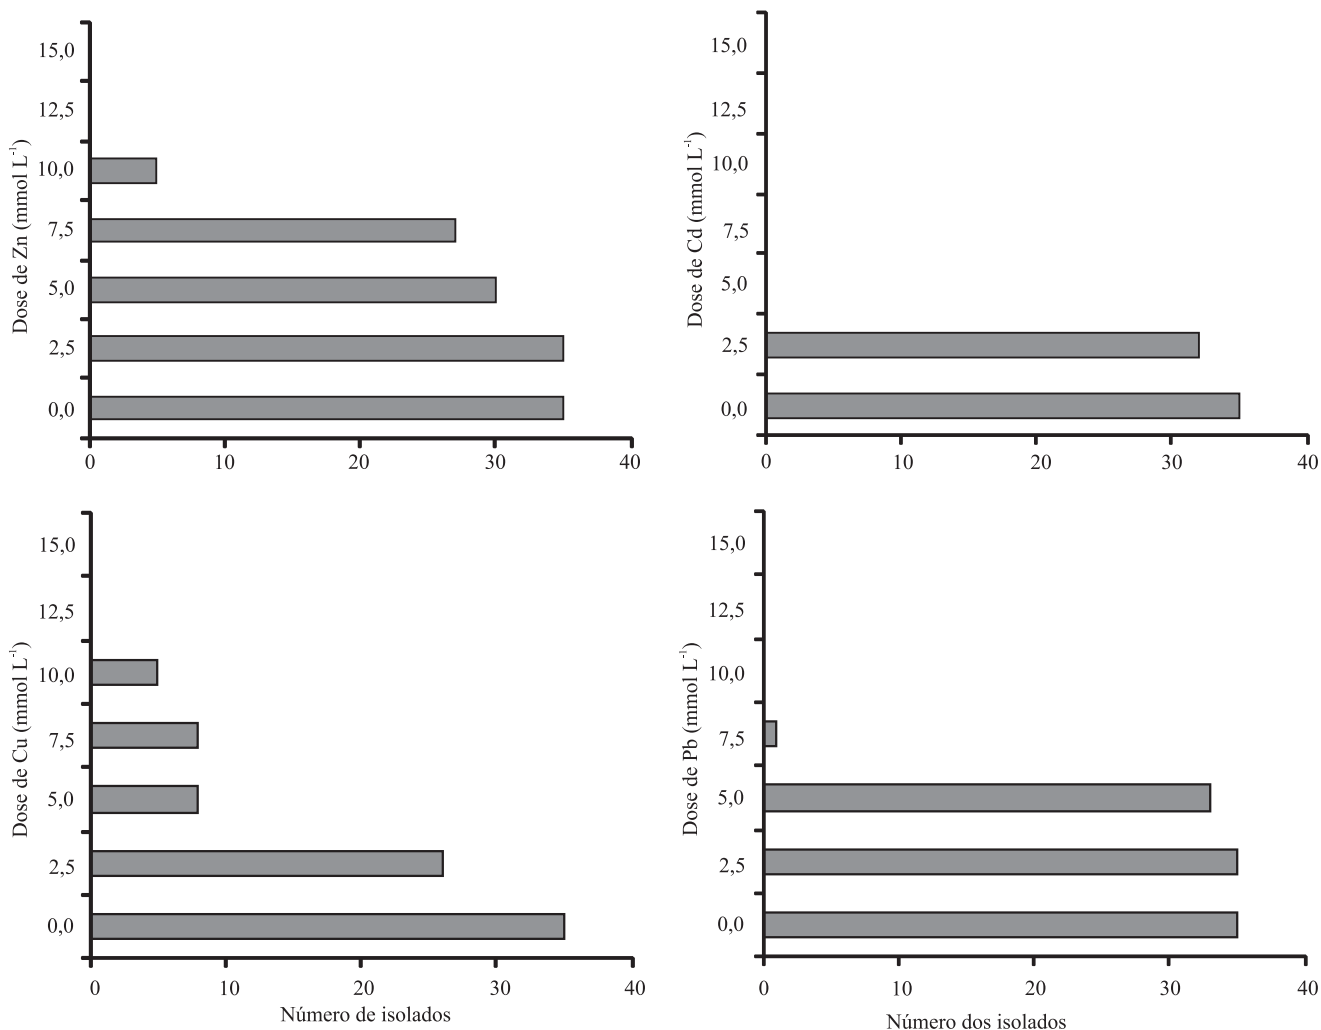 Dose de Zn (mmol L⁻¹)
15,0
12,5
10,0
7,5
5,0
2,5
0,0
0 10 20 30 40
Dose de Cd (mmol L⁻¹)
15,0
12,5
10,0
7,5
5,0
2,5
0,0
0 10 20 30 40
Dose de Cu (mmol L⁻¹)
15,0
12,5
10,0
7,5
5,0
2,5
0,0
0 10 20 30 40
Número de isolados
Dose de Pb (mmol L⁻¹)
15,0
12,5
10,0
7,5
5,0
2,5
0,0
0 10 20 30 40
Número dos isolados